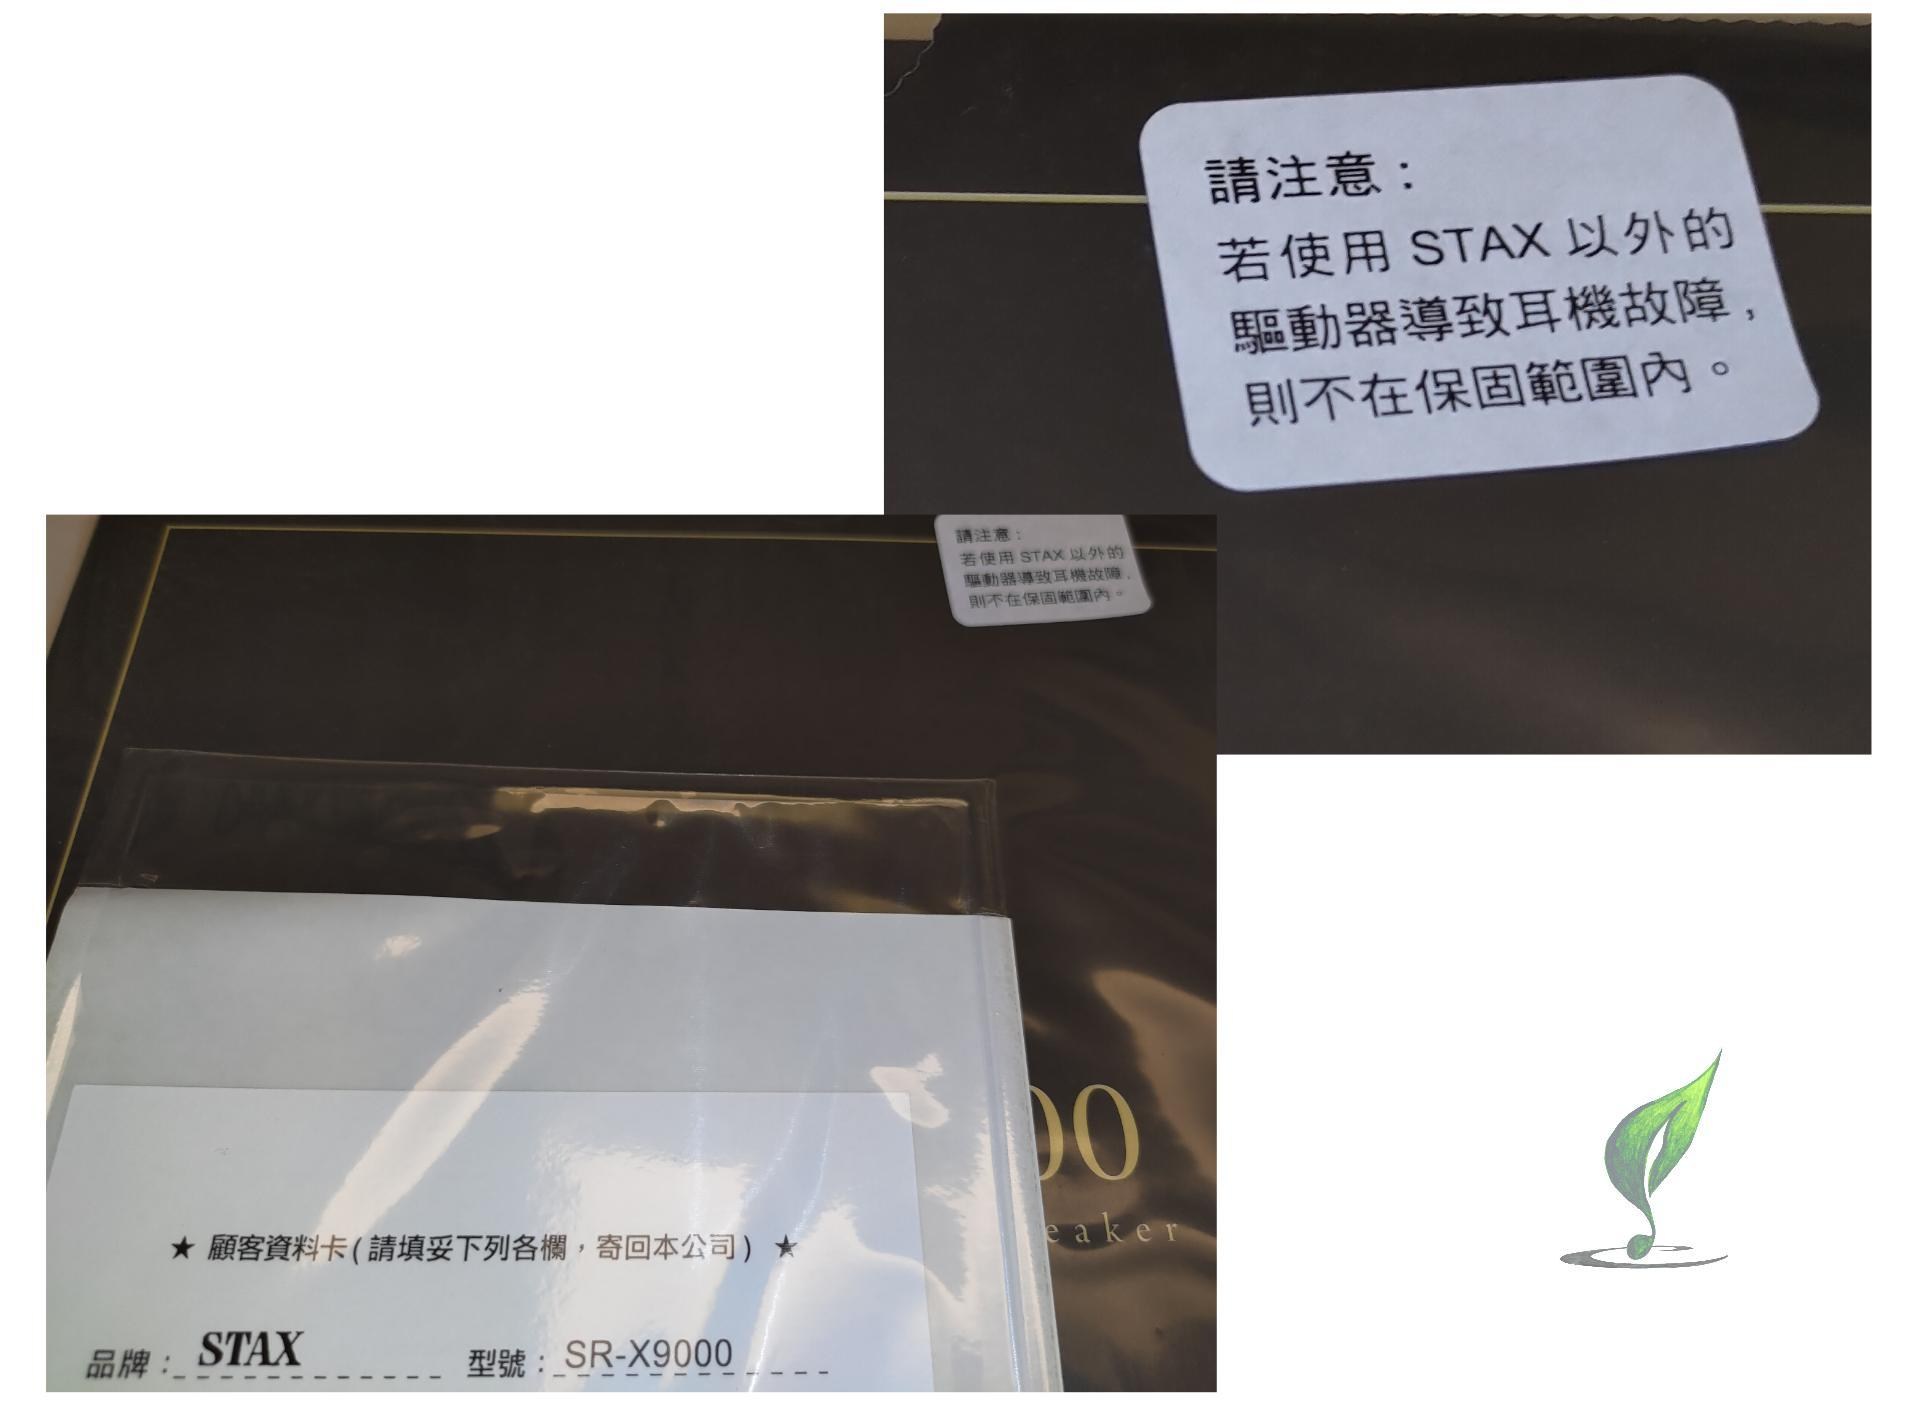 請注意：
若使用 STAX 以外的
驅動器導致耳機故障，
則不在保固範圍內。
請注意：
若使用 STAX 以外的
驅動器導致耳機故障，
則不在保固範圍內。
00
eaker
★ 顧客資料卡 ( 請填妥下列各欄，寄回本公司 ) ★
品牌：STAX 型號：SR-X9000